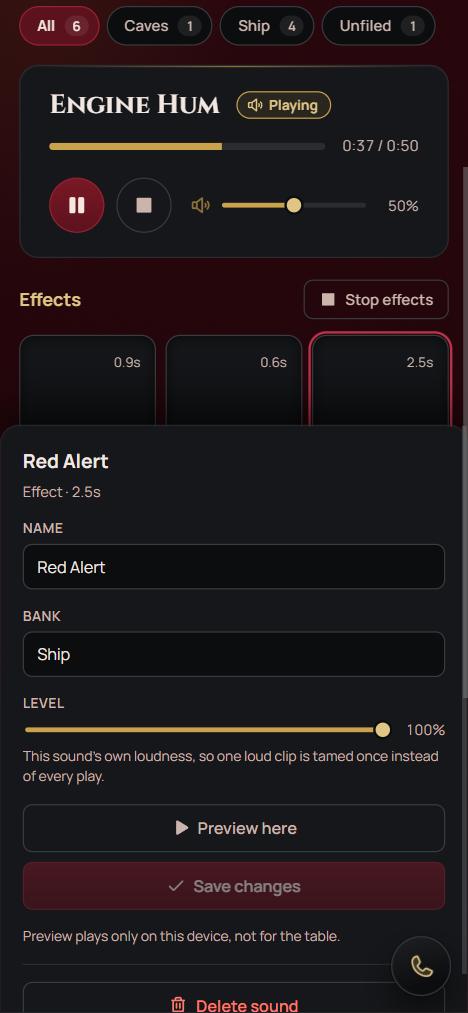 All 6 Caves 1 Ship 4 Unfiled 1
Engine Hum Playing
0:37 / 0:50
50%
Effects Stop effects
0.9s 0.6s 2.5s
Red Alert
Effect · 2.5s
NAME
Red Alert
BANK
Ship
LEVEL
100%
This sound's own loudness, so one loud clip is tamed once instead
of every play.
Preview here
Save changes
Preview plays only on this device, not for the table.
Delete sound